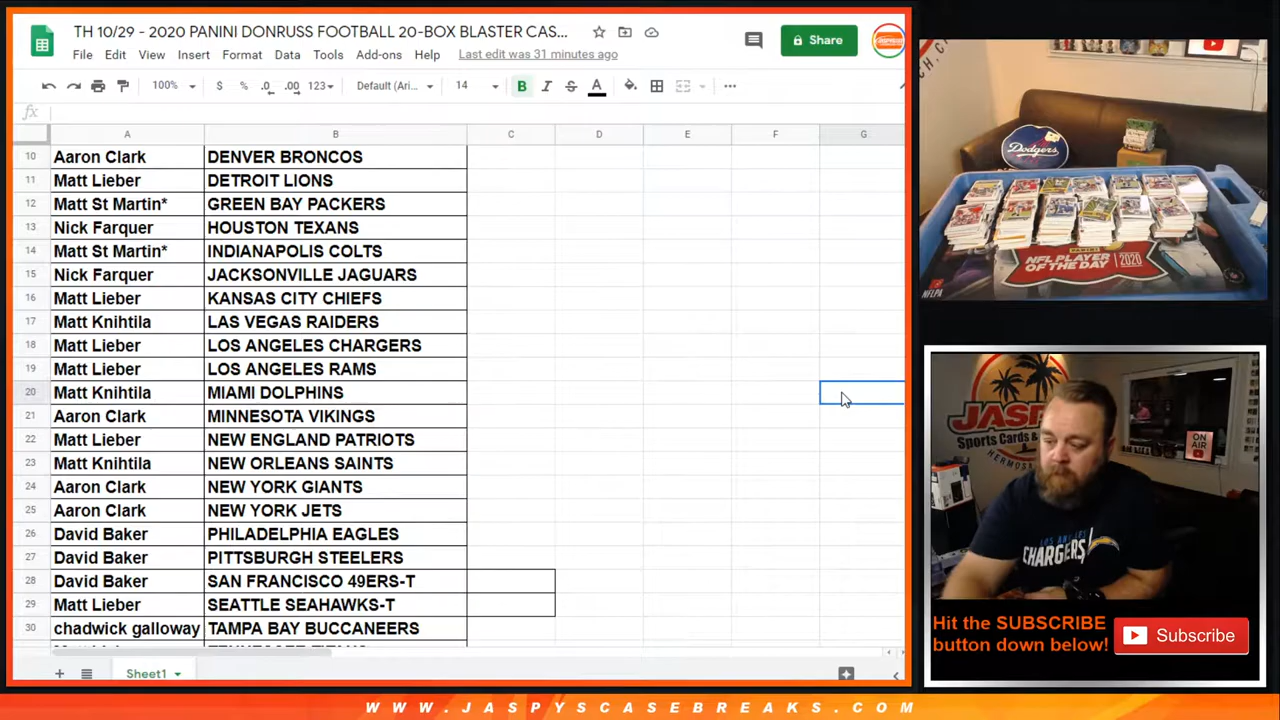 TH 10/29 - 2020 PANINI DONRUSS FOOTBALL 20-BOX BLASTER CAS...
File Edit View Insert Format Data Tools Add-ons Help Last edit was 31 minutes ago
Share
100% $ % .0 .00 123 Default (Ari... 14 B I S A
fx
A B C D E F G
10 Aaron Clark DENVER BRONCOS
11 Matt Lieber DETROIT LIONS
12 Matt St Martin* GREEN BAY PACKERS
13 Nick Farquer HOUSTON TEXANS
14 Matt St Martin* INDIANAPOLIS COLTS
15 Nick Farquer JACKSONVILLE JAGUARS
16 Matt Lieber KANSAS CITY CHIEFS
17 Matt Knihtila LAS VEGAS RAIDERS
18 Matt Lieber LOS ANGELES CHARGERS
19 Matt Lieber LOS ANGELES RAMS
20 Matt Knihtila MIAMI DOLPHINS
21 Aaron Clark MINNESOTA VIKINGS
22 Matt Lieber NEW ENGLAND PATRIOTS
23 Matt Knihtila NEW ORLEANS SAINTS
24 Aaron Clark NEW YORK GIANTS
25 Aaron Clark NEW YORK JETS
26 David Baker PHILADELPHIA EAGLES
27 David Baker PITTSBURGH STEELERS
28 David Baker SAN FRANCISCO 49ERS-T
29 Matt Lieber SEATTLE SEAHAWKS-T
30 chadwick galloway TAMPA BAY BUCCANEERS
Sheet1
Dodgers
PANINI
NFL PLAYER
OF THE DAY 2020
NFLPA
JASPY
Sports Cards &
HERMOS
ON
AIR
LOS ANGELES
CHARGERS
Hit the SUBSCRIBE
button down below!
Subscribe
WWW.JASPYSCASEBREAKS.COM